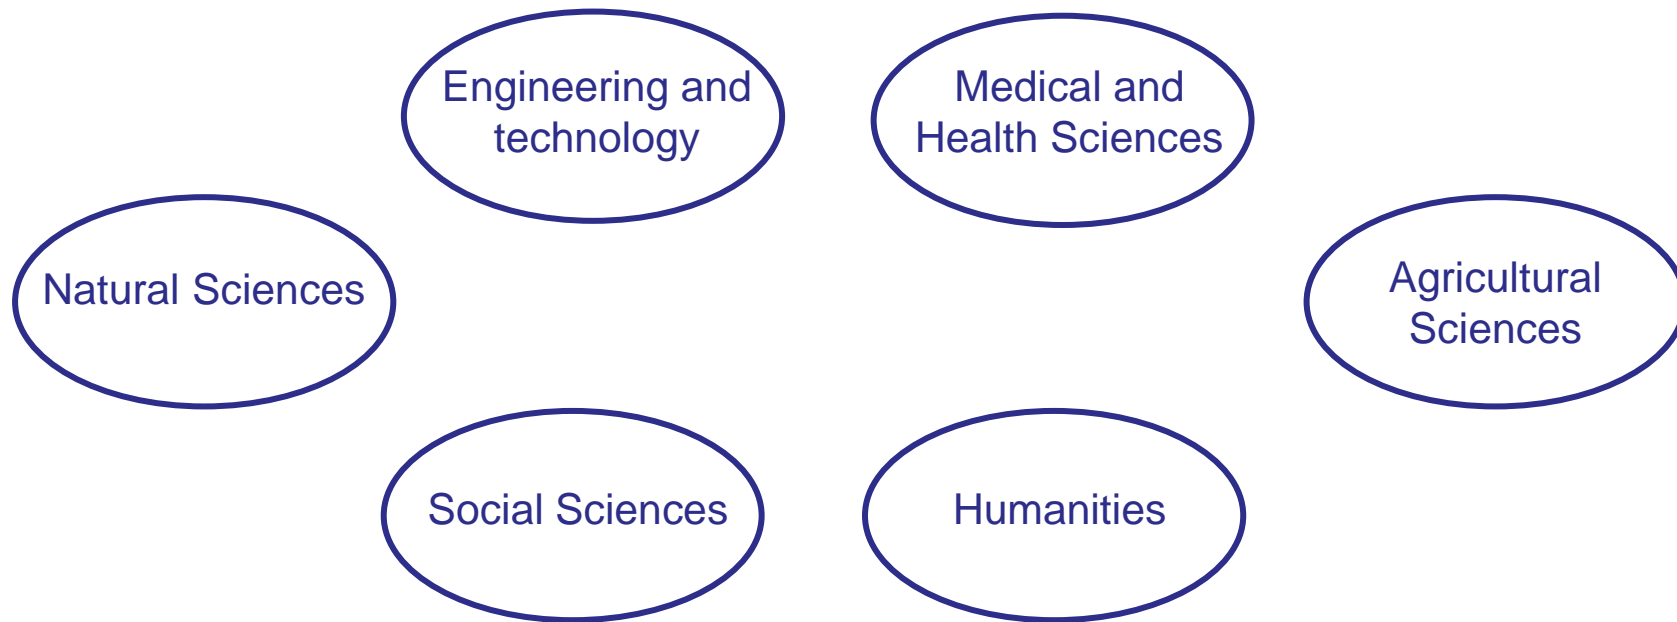 Engineering and
technology
Medical and
Health Sciences
Natural Sciences
Agricultural
Sciences
Social Sciences
Humanities